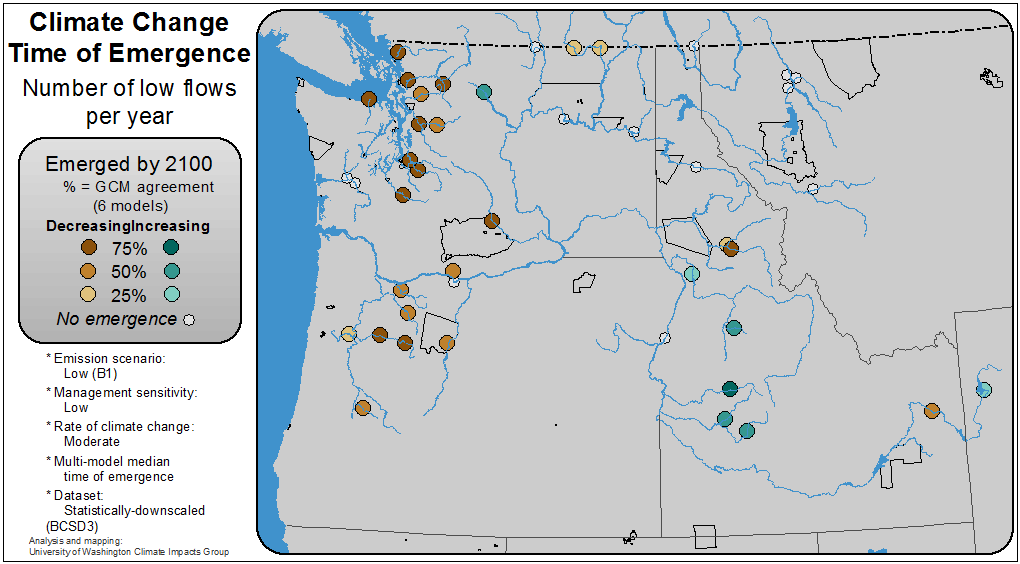 Climate Change
Time of Emergence
Number of low flows
per year
Emerged by 2100
% = GCM agreement
(6 models)
DecreasingIncreasing
75%
50%
25%
No emergence
* Emission scenario:
Low (B1)
* Management sensitivity:
Low
* Rate of climate change:
Moderate
* Multi-model median
time of emergence
* Dataset:
Statistically-downscaled
(BCSD3)
Analysis and mapping:
University of Washington Climate Impacts Group